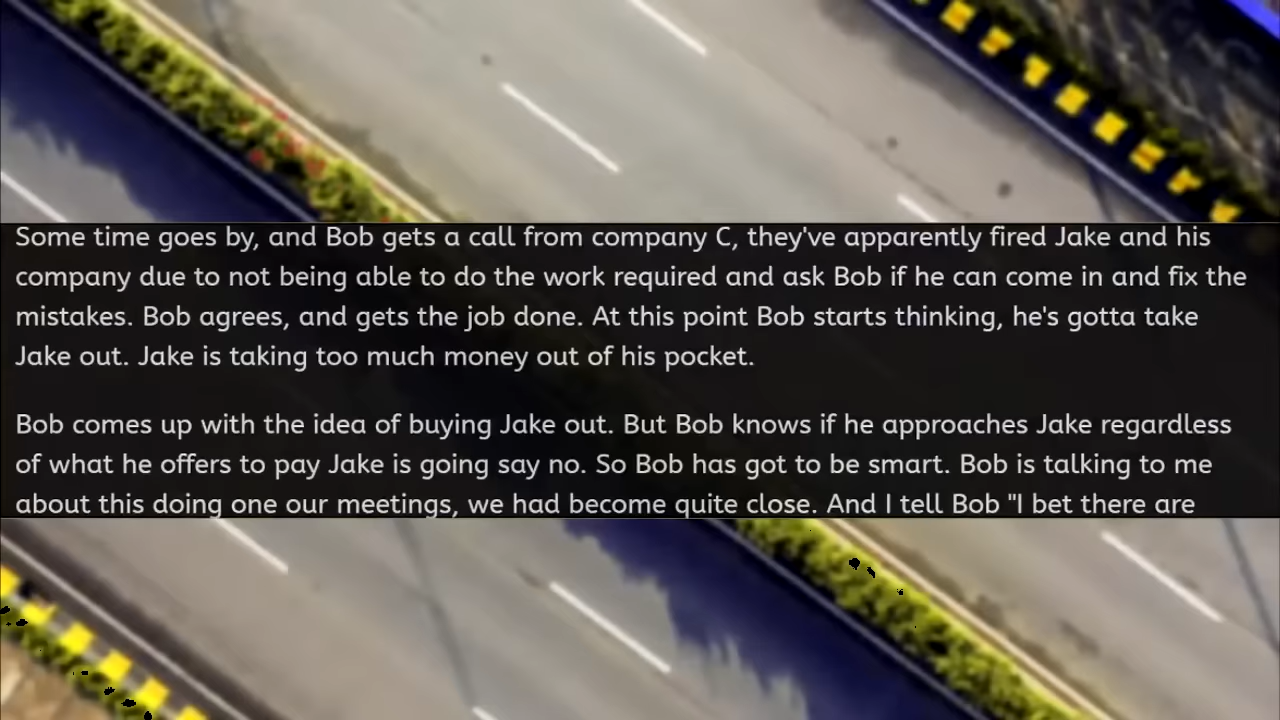 Some time goes by, and Bob gets a call from company C, they've apparently fired Jake and his
company due to not being able to do the work required and ask Bob if he can come in and fix the
mistakes. Bob agrees, and gets the job done. At this point Bob starts thinking, he's gotta take
Jake out. Jake is taking too much money out of his pocket.
Bob comes up with the idea of buying Jake out. But Bob knows if he approaches Jake regardless
of what he offers to pay Jake is going say no. So Bob has got to be smart. Bob is talking to me
about this doing one our meetings, we had become quite close. And I tell Bob "I bet there are